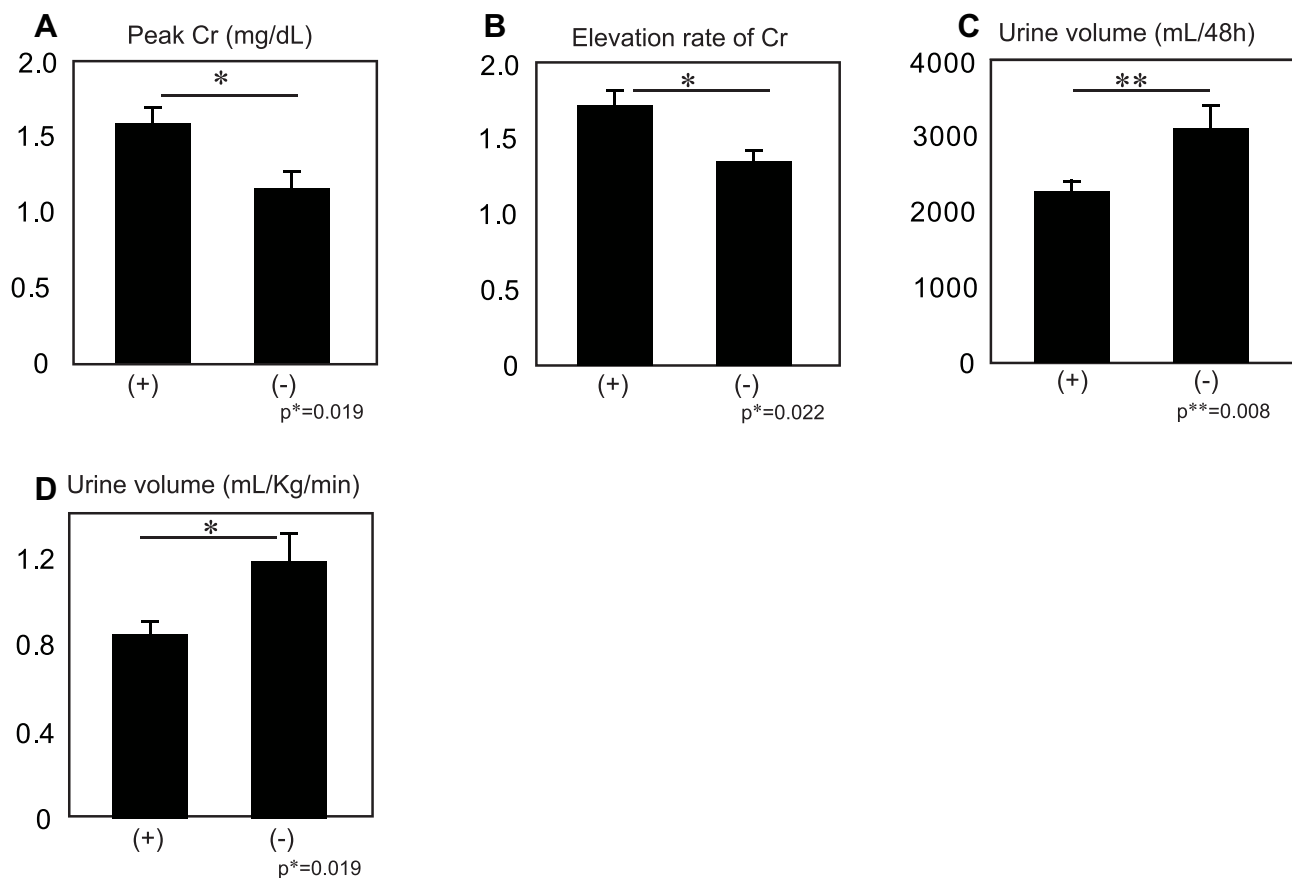 A
Peak Cr (mg/dL)
2.0
1.5
1.0
0.5
0
*
(+) (-)
p*=0.019
B
Elevation rate of Cr
2.0
1.5
1.0
0.5
0
*
(+) (-)
p*=0.022
C
Urine volume (mL/48h)
4000
3000
2000
1000
0
**
(+) (-)
p**=0.008
D
Urine volume (mL/Kg/min)
1.2
0.8
0.4
0
*
(+) (-)
p*=0.019